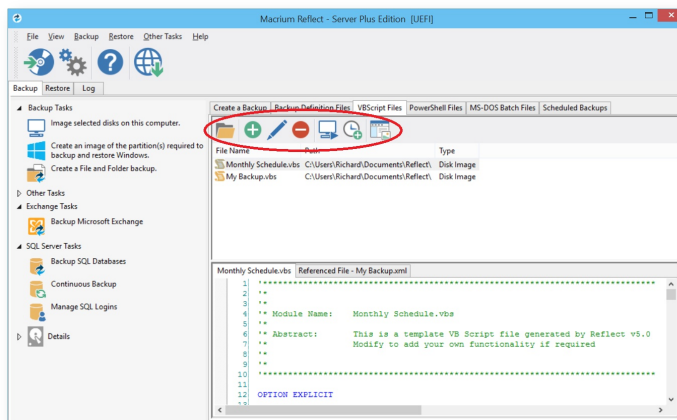 Macrium Reflect - Server Plus Edition [UEFI]
File View Backup Restore Other Tasks Help
Backup Restore Log
Backup Tasks
Image selected disks on this computer.
Create an image of the partition(s) required to
backup and restore Windows.
Create a File and Folder backup.
Other Tasks
Exchange Tasks
Backup Microsoft Exchange
SQL Server Tasks
Backup SQL Databases
Continuous Backup
Manage SQL Logins
Details
Create a Backup Backup Definition Files VBScript Files PowerShell Files MS-DOS Batch Files Scheduled Backups
File Name Path Type
Monthly Schedule.vbs C:\Users\Richard\Documents\Reflect\ Disk Image
My Backup.vbs C:\Users\Richard\Documents\Reflect\ Disk Image
Monthly Schedule.vbs Referenced File - My Backup.xml
1 '******************************************************************************
2 '*
3 '*
4 '* Module Name: Monthly Schedule.vbs
5 '*
6 '* Abstract: This is a template VB Script file generated by Reflect v5.0
7 '* Modify to add your own functionality if required
8 '*
9 '*
10 '******************************************************************************
11
12 OPTION EXPLICIT
13